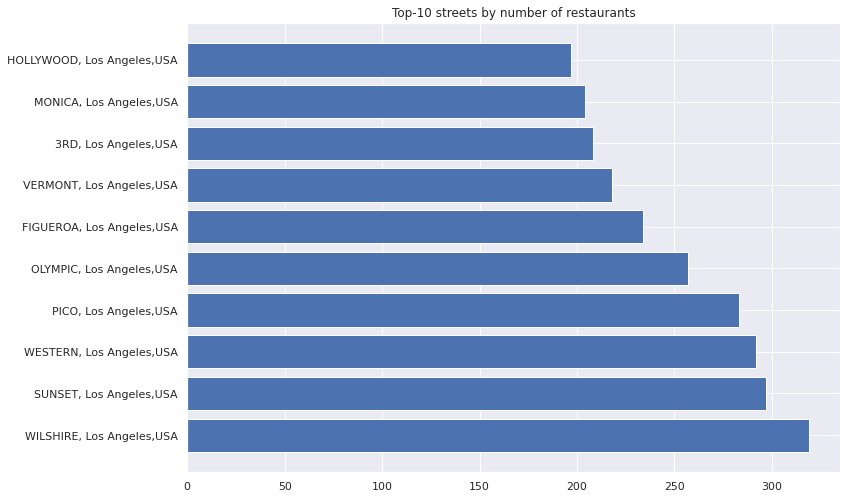 Top-10 streets by number of restaurants
HOLLYWOOD, Los Angeles,USA
MONICA, Los Angeles,USA
3RD, Los Angeles,USA
VERMONT, Los Angeles,USA
FIGUEROA, Los Angeles,USA
OLYMPIC, Los Angeles,USA
PICO, Los Angeles,USA
WESTERN, Los Angeles,USA
SUNSET, Los Angeles,USA
WILSHIRE, Los Angeles,USA
0 50 100 150 200 250 300